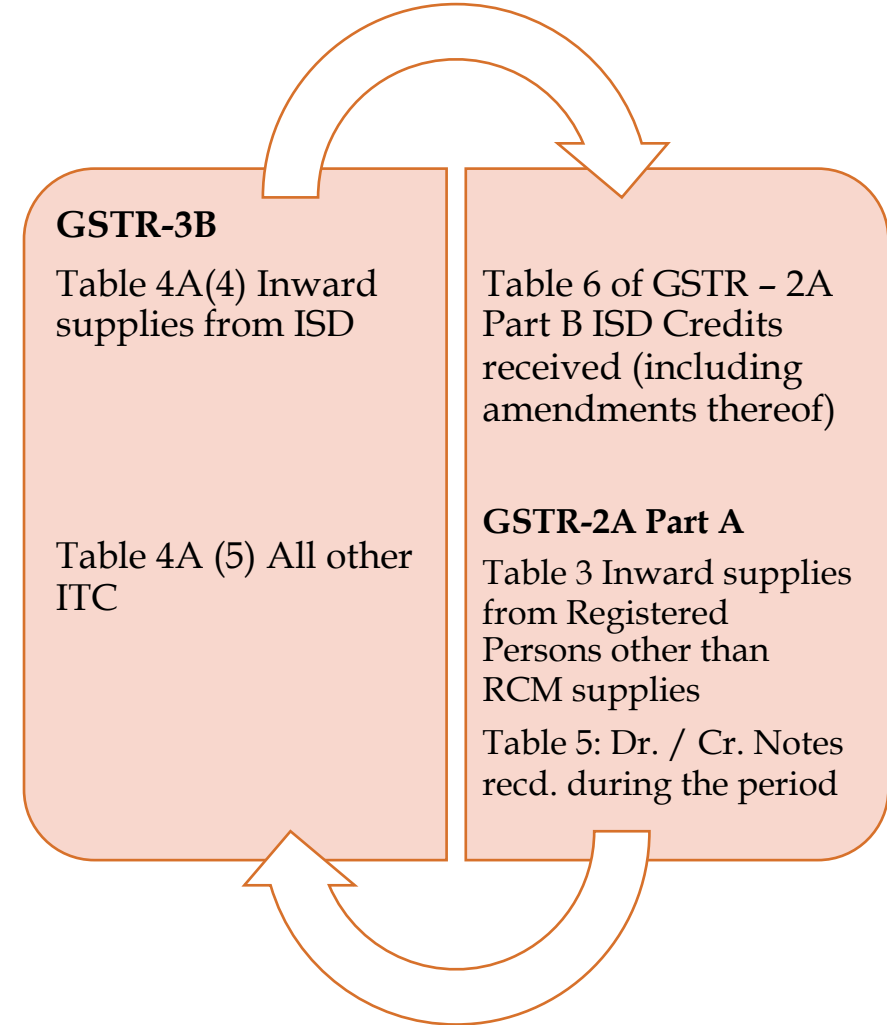 GSTR-3B
Table 4A(4) Inward
supplies from ISD
Table 4A (5) All other
ITC
Table 6 of GSTR – 2A
Part B ISD Credits
received (including
amendments thereof)
GSTR-2A Part A
Table 3 Inward supplies
from Registered
Persons other than
RCM supplies
Table 5: Dr. / Cr. Notes
recd. during the period